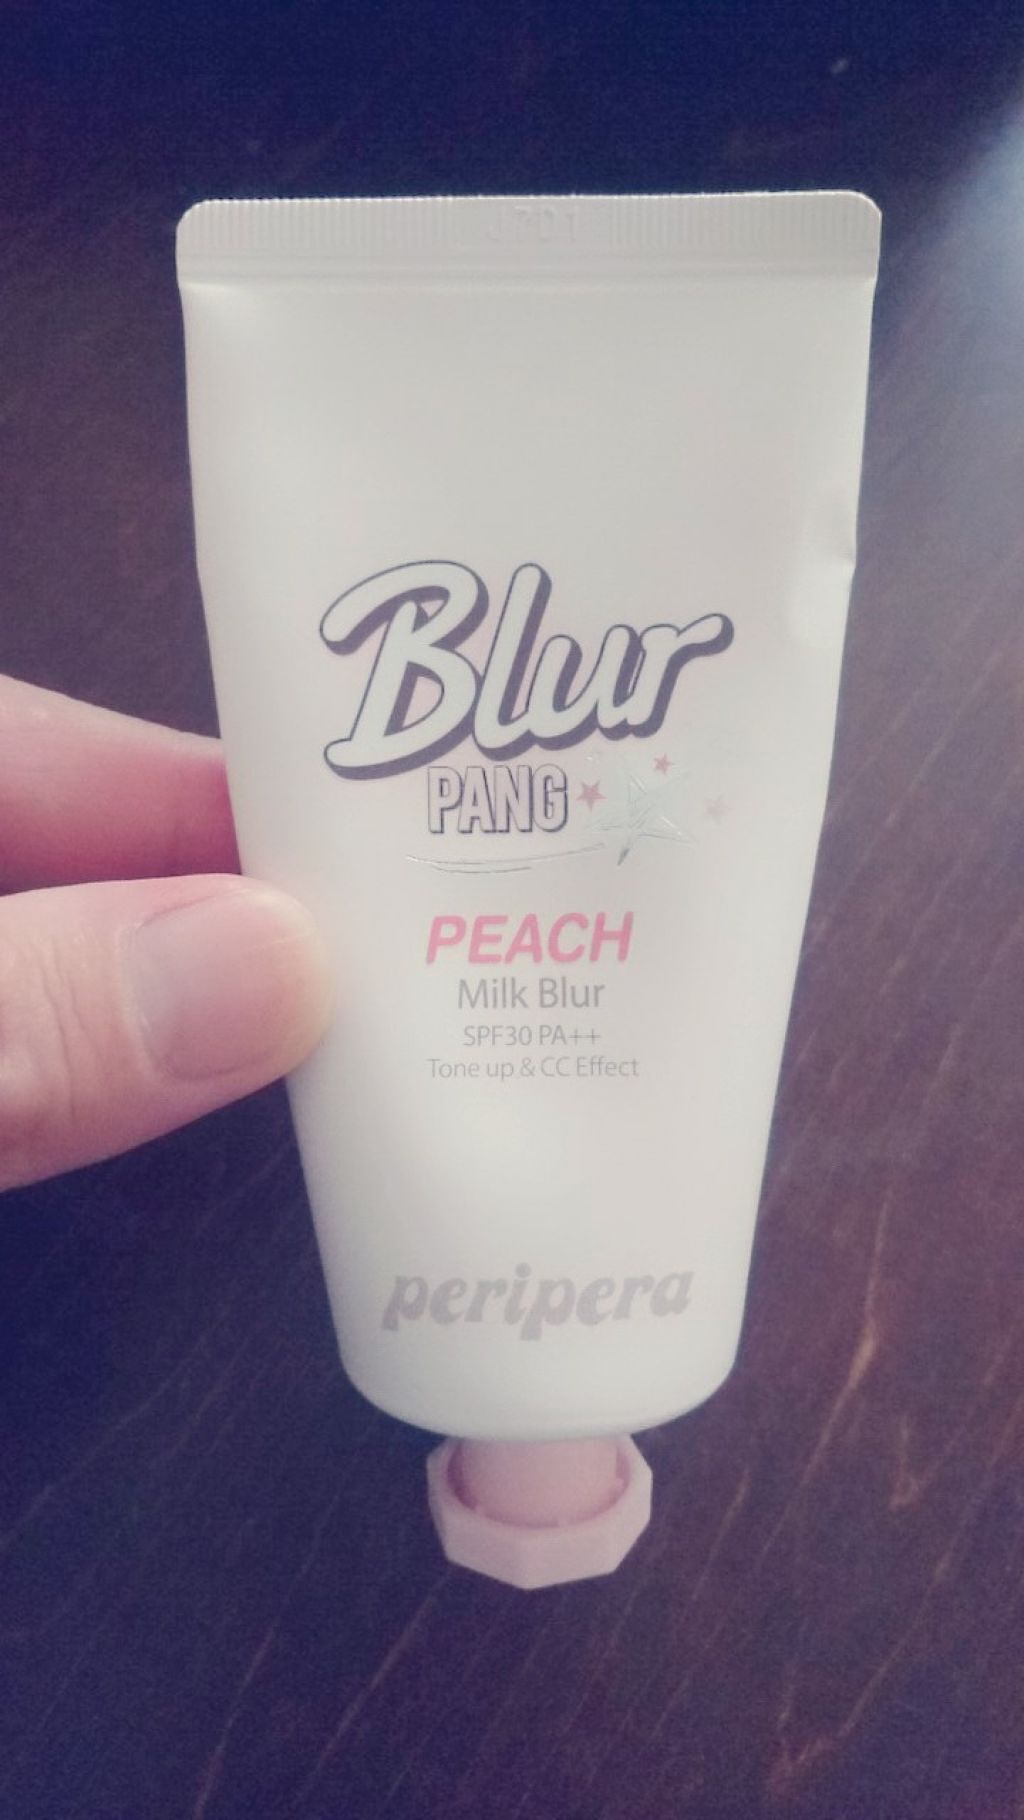 Blur
PANG
PEACH
Milk Blur
SPF30 PA++
Tone up & CC Effect
peripera